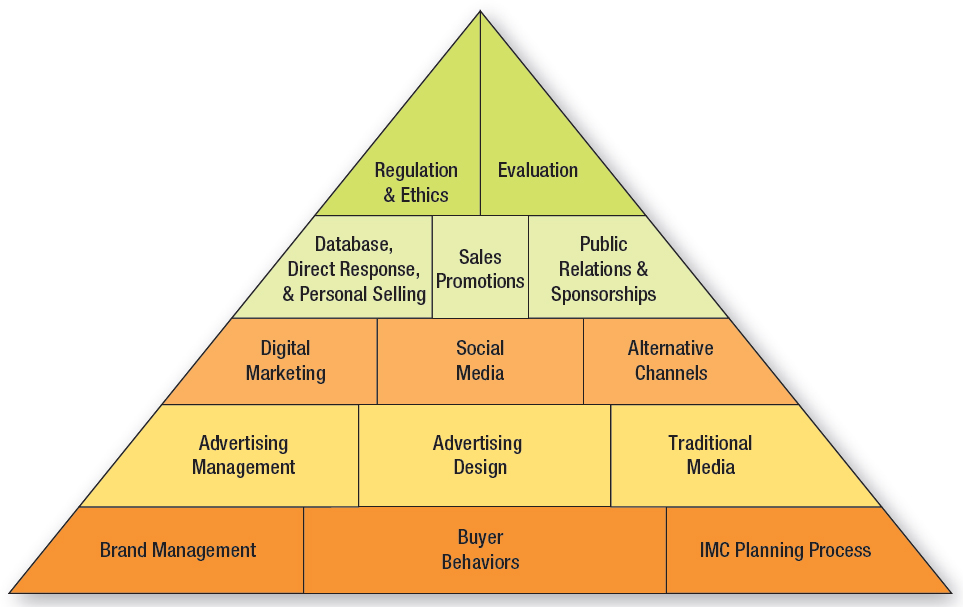 Regulation
& Ethics
Evaluation
Database,
Direct Response,
& Personal Selling
Sales
Promotions
Public
Relations &
Sponsorships
Digital
Marketing
Social
Media
Alternative
Channels
Advertising
Management
Advertising
Design
Traditional
Media
Brand Management
Buyer
Behaviors
IMC Planning Process